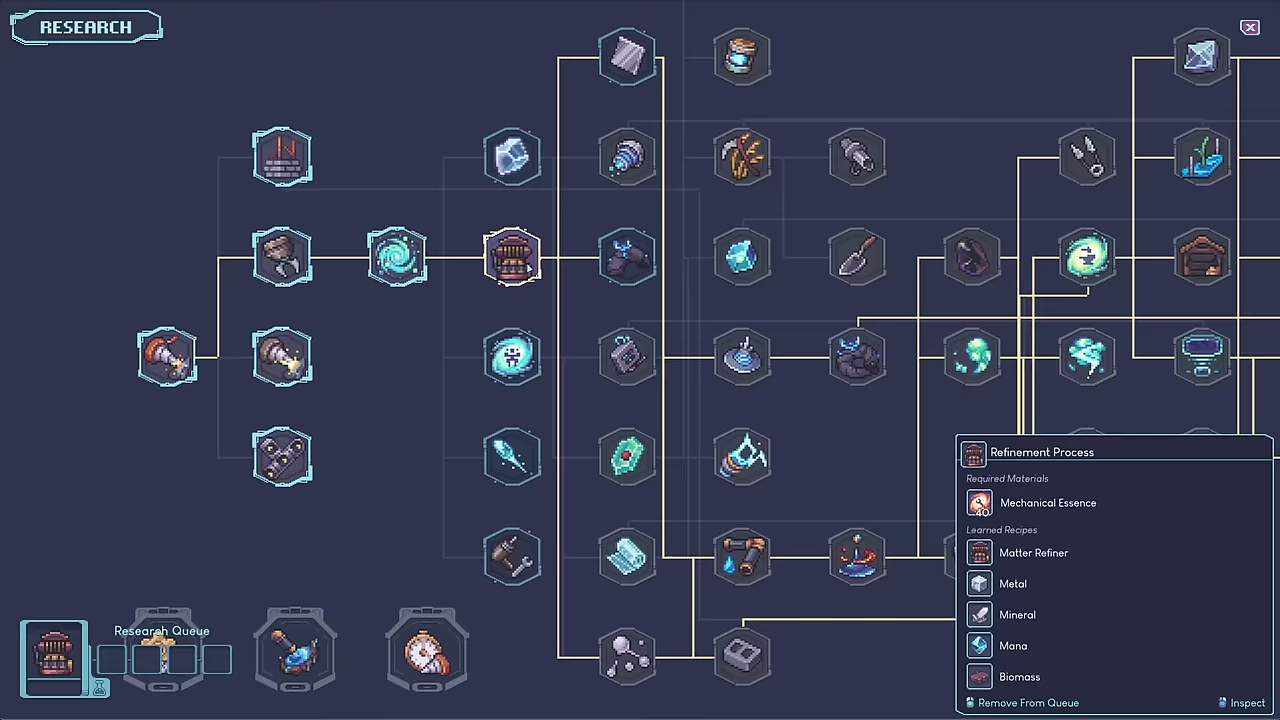 RESEARCH
Refinement Process
Required Materials
40
Mechanical Essence
Learned Recipes
Matter Refiner
Metal
Mineral
Research Queue
Mana
Biomass
Remove From Queue
Inspect